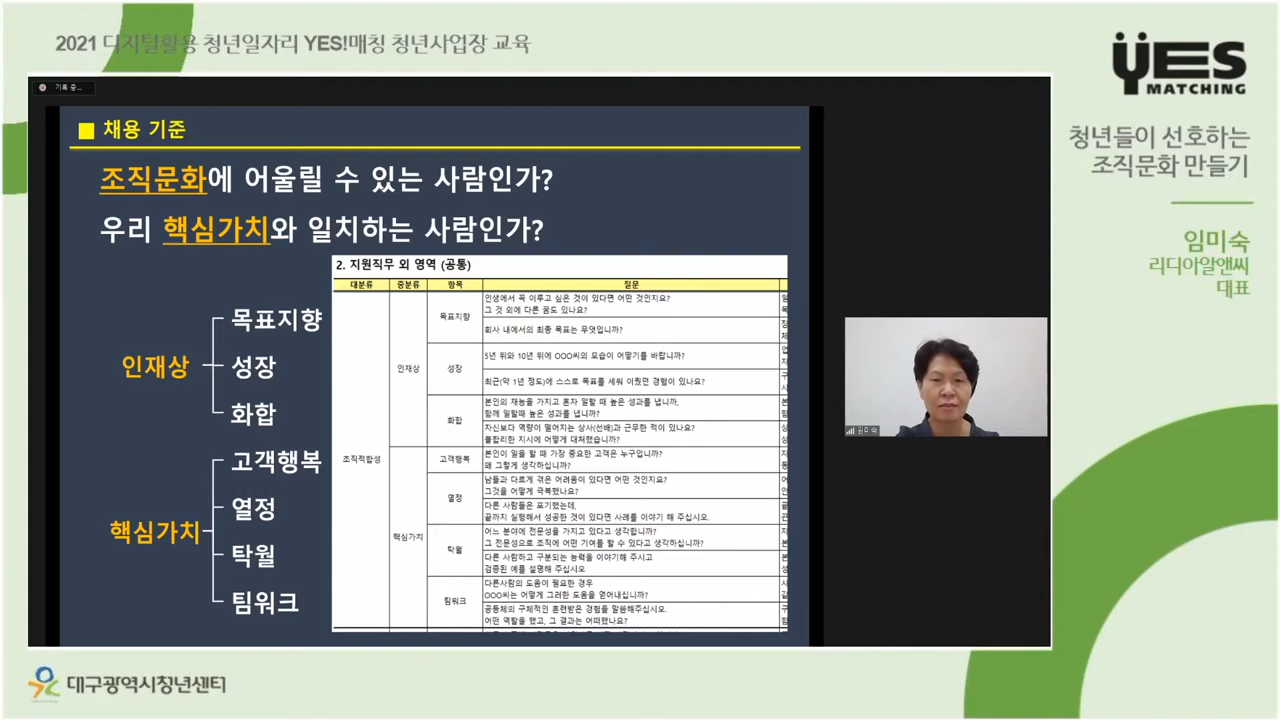 2021 디지털활용 청년일자리 YES!매칭 청년사업장 교육
YES
MATCHING
청년들이 선호하는
조직문화 만들기
임미숙
리디아알앤씨
대표
기록 중...
■ 채용 기준
조직문화에 어울릴 수 있는 사람인가?
우리 핵심가치와 일치하는 사람인가?
인재상
목표지향
성장
화합
핵심가치
고객행복
열정
탁월
팀워크
2. 지원직무 외 영역 (공통)
대분류 중분류 항목 질문
조직적합성
인재상
목표지향
인생에서 꼭 이루고 싶은 것이 있다면 어떤 것인지요?
그 것 외에 다른 꿈도 있나요?
회사 내에서의 최종 목표는 무엇입니까?
성장
5년 뒤와 10년 뒤에 OOO씨의 모습이 어떻기를 바랍니까?
최근(약 1년 정도)에 스스로 목표를 세워 이뤘던 경험이 있나요?
화합
본인의 재능을 가지고 혼자 일할 때 높은 성과를 냅니까,
함께 일할때 높은 성과를 냅니까?
자신보다 역량이 떨어지는 상사(선배)과 근무한 적이 있나요?
불합리한 지시에 어떻게 대처했습니까?
핵심가치
고객행복
본인이 일을 할 때 가장 중요한 고객은 누구입니까?
왜 그렇게 생각하십니까?
열정
남들과 다르게 겪은 어려움이 있다면 어떤 것인지요?
그것을 어떻게 극복했나요?
다른 사람들은 포기했는데,
끝까지 실행해서 성공한 것이 있다면 사례를 이야기 해 주십시오.
탁월
어느 분야에 전문성을 가지고 있다고 생각합니까?
그 전문성으로 조직에 어떤 기여를 할 수 있다고 생각하십니까?
다른 사람하고 구분되는 능력을 이야기해 주시고
검증된 예를 설명해 주십시오
팀워크
다른사람의 도움이 필요한 경우
OOO씨는 어떻게 그러한 도움을 얻어내십니까?
공동체의 구체적인 훈련받은 경험을 말씀해주십시오.
어떤 역할을 했고, 그 결과는 어떠했나요?
임미숙
대구광역시청년센터